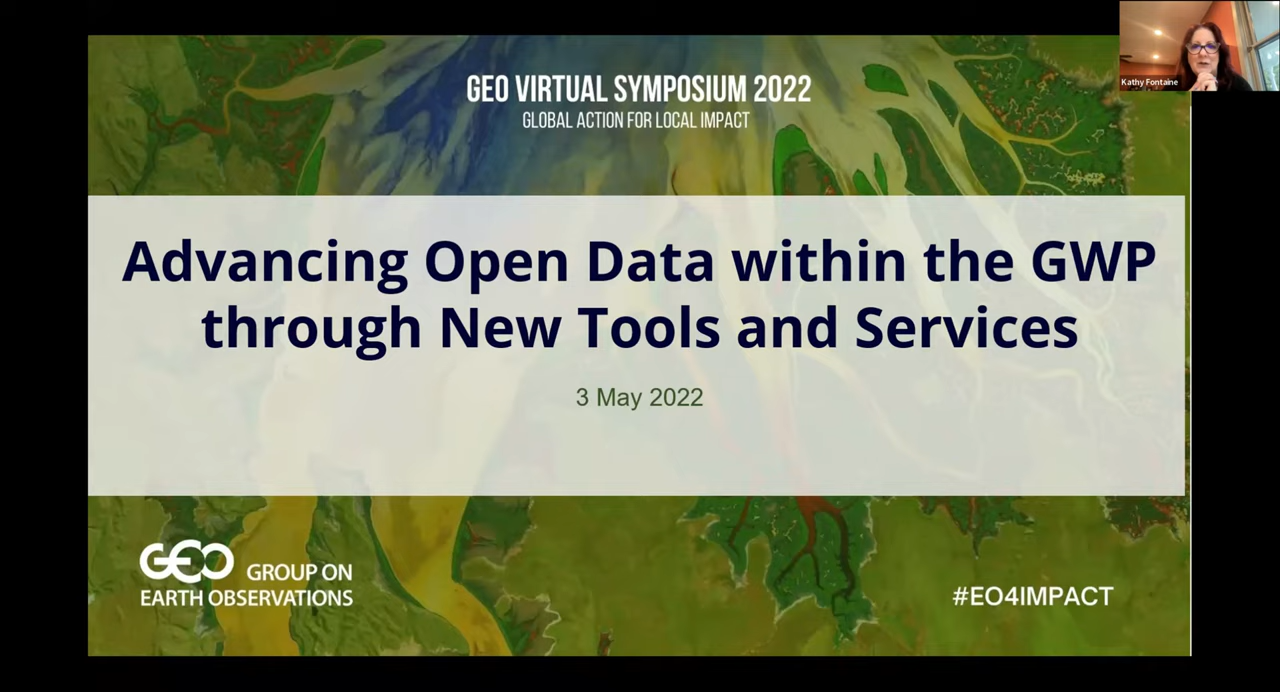 Kathy Fontaine
GEO VIRTUAL SYMPOSIUM 2022
GLOBAL ACTION FOR LOCAL IMPACT
Advancing Open Data within the GWP
through New Tools and Services
3 May 2022
GEO GROUP ON
EARTH OBSERVATIONS
#EO4IMPACT